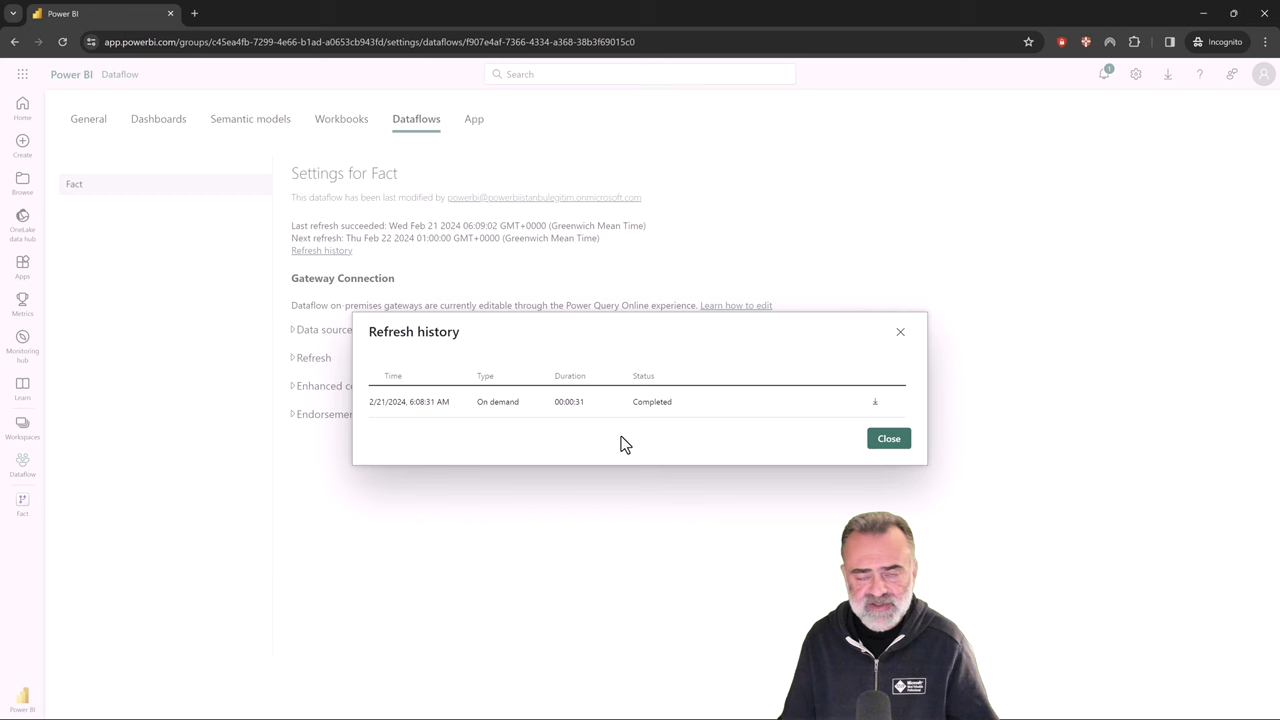 Power BI
app.powerbi.com/groups/c45ea4fb-7299-4e66-b1ad-a0653cb943fd/settings/dataflows/f907e4af-7366-4334-a368-38b3f69015c0
Incognito
Power BI Dataflow
Search
1
Home
Create
Browse
OneLake
data hub
Apps
Metrics
Monitoring
hub
Learn
Workspaces
Dataflow
Fact
Power BI
General Dashboards Semantic models Workbooks Dataflows App
Fact
Settings for Fact
This dataflow has been last modified by powerbi@powerbiistanbulegitim.onmicrosoft.com
Last refresh succeeded: Wed Feb 21 2024 06:09:02 GMT+0000 (Greenwich Mean Time)
Next refresh: Thu Feb 22 2024 01:00:00 GMT+0000 (Greenwich Mean Time)
Refresh history
Gateway Connection
Dataflow on-premises gateways are currently editable through the Power Query Online experience. Learn how to edit
Data source
Refresh
Enhanced co
Endorsemen
Refresh history
Time Type Duration Status
2/21/2024, 6:08:31 AM On demand 00:00:31 Completed
Close
Microsoft
Professional